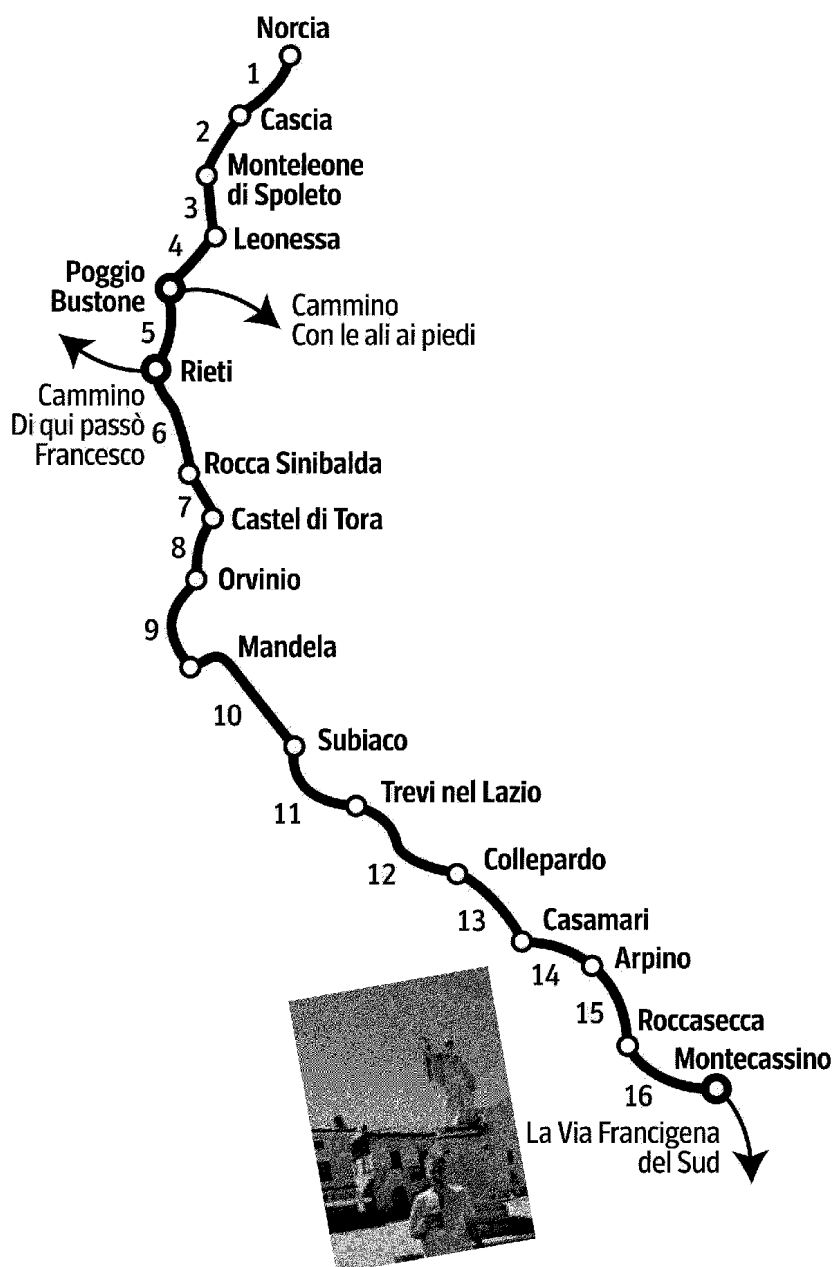 Norcia
1
Cascia
2
Monteleone
di Spoleto
3
Leonessa
4
Poggio
Bustone
Cammino
Con le ali ai piedi
5
Rieti
Cammino
Di qui passò
Francesco
6
Rocca Sinibalda
7
Castel di Tora
8
Orvinio
9
Mandela
10
Subiaco
11
Trevi nel Lazio
12
Collepardo
13
Casamari
14
Arpino
15
Roccasecca
Montecassino
16
La Via Francigena
del Sud